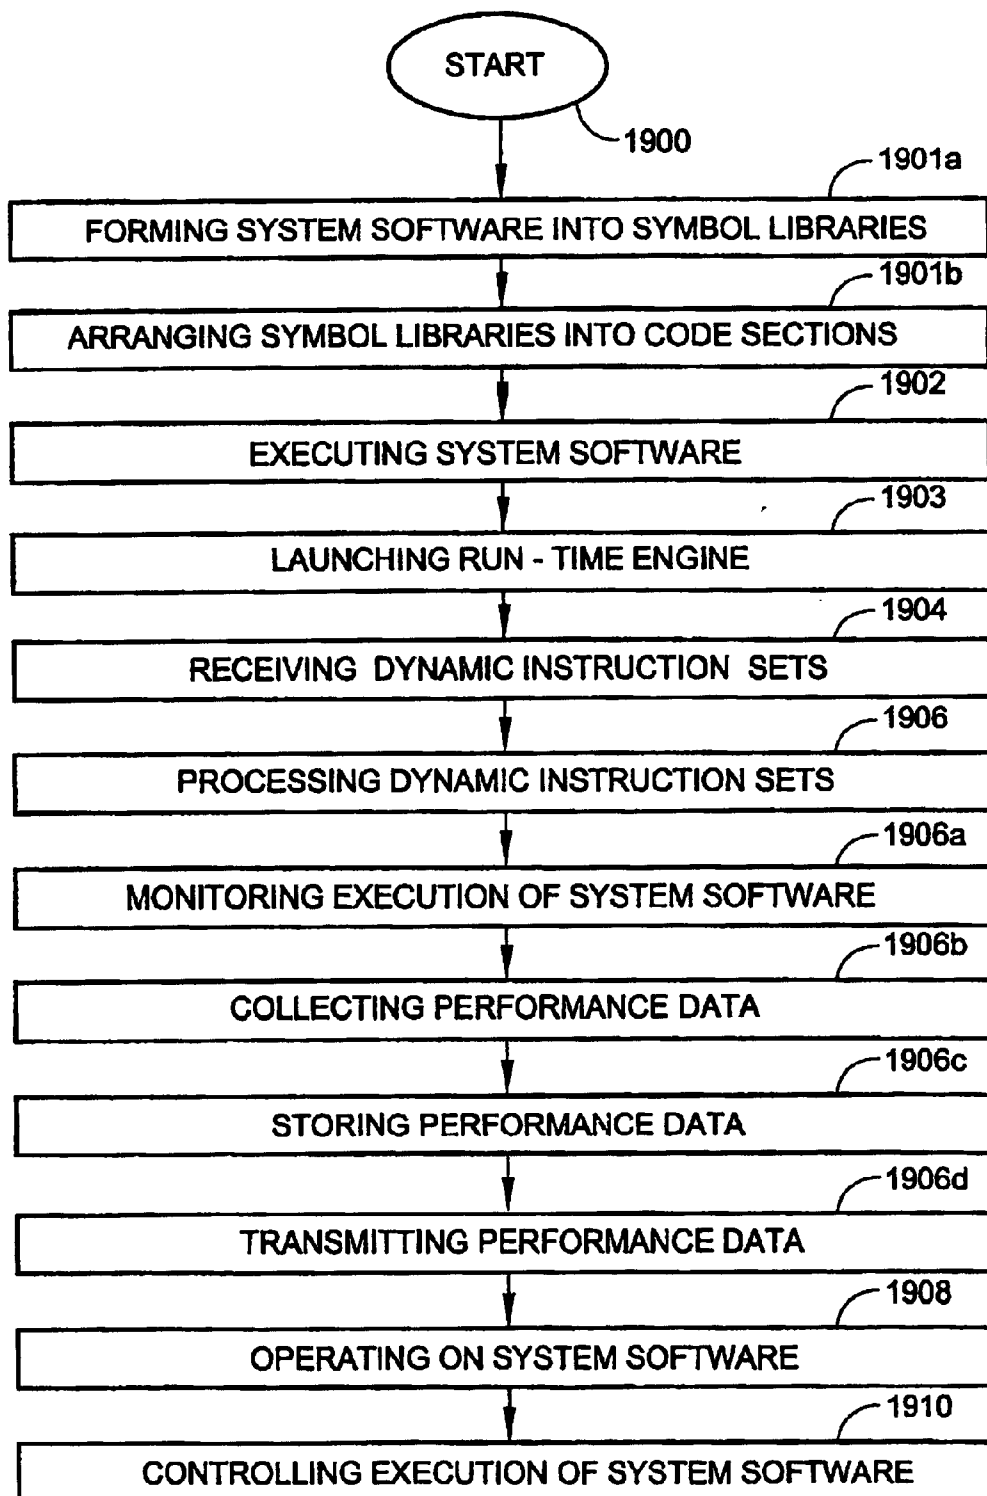 START
1900
1901a
FORMING SYSTEM SOFTWARE INTO SYMBOL LIBRARIES
1901b
ARRANGING SYMBOL LIBRARIES INTO CODE SECTIONS
1902
EXECUTING SYSTEM SOFTWARE
1903
LAUNCHING RUN - TIME ENGINE
1904
RECEIVING DYNAMIC INSTRUCTION SETS
1906
PROCESSING DYNAMIC INSTRUCTION SETS
1906a
MONITORING EXECUTION OF SYSTEM SOFTWARE
1906b
COLLECTING PERFORMANCE DATA
1906c
STORING PERFORMANCE DATA
1906d
TRANSMITTING PERFORMANCE DATA
1908
OPERATING ON SYSTEM SOFTWARE
1910
CONTROLLING EXECUTION OF SYSTEM SOFTWARE